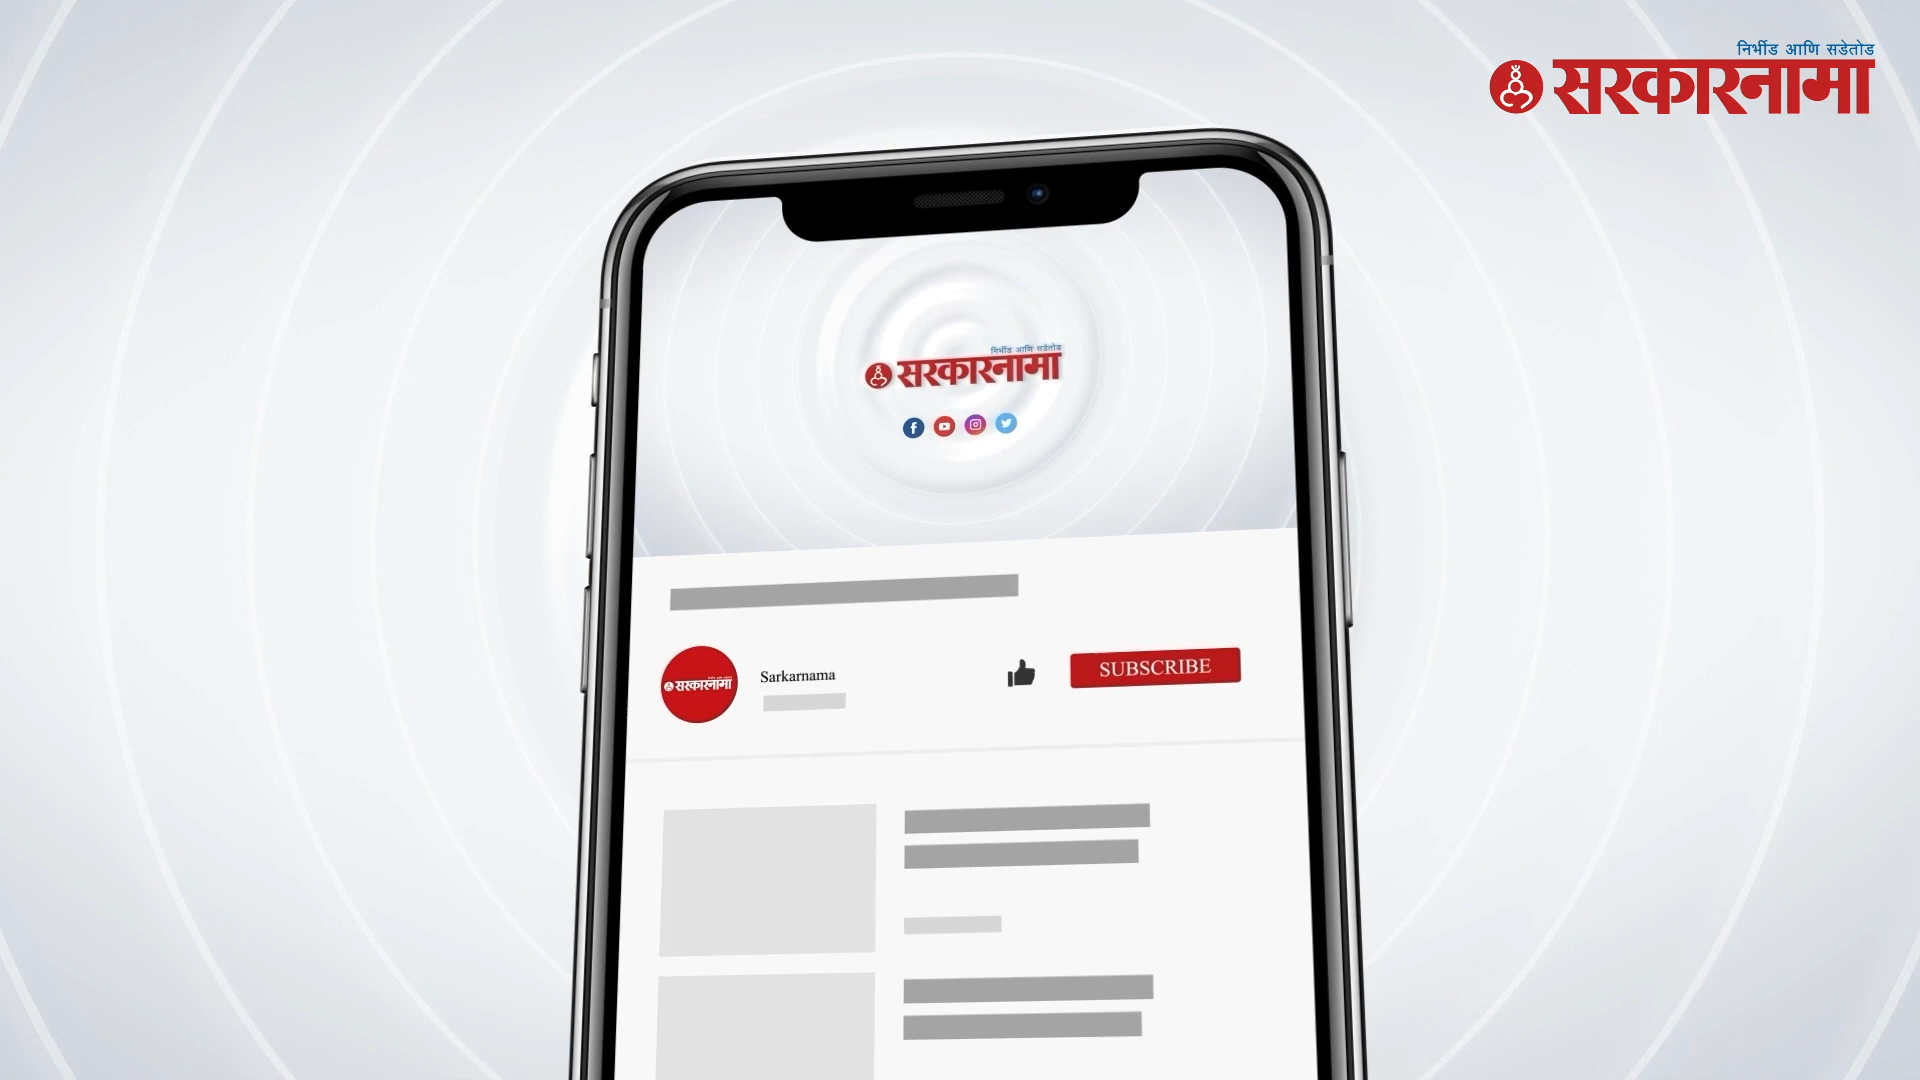 निर्भीड आणि सडेतोड
सरकारनामा
निर्भीड आणि सडेतोड
सरकारनामा
सरकारनामा
Sarkarnama
SUBSCRIBE